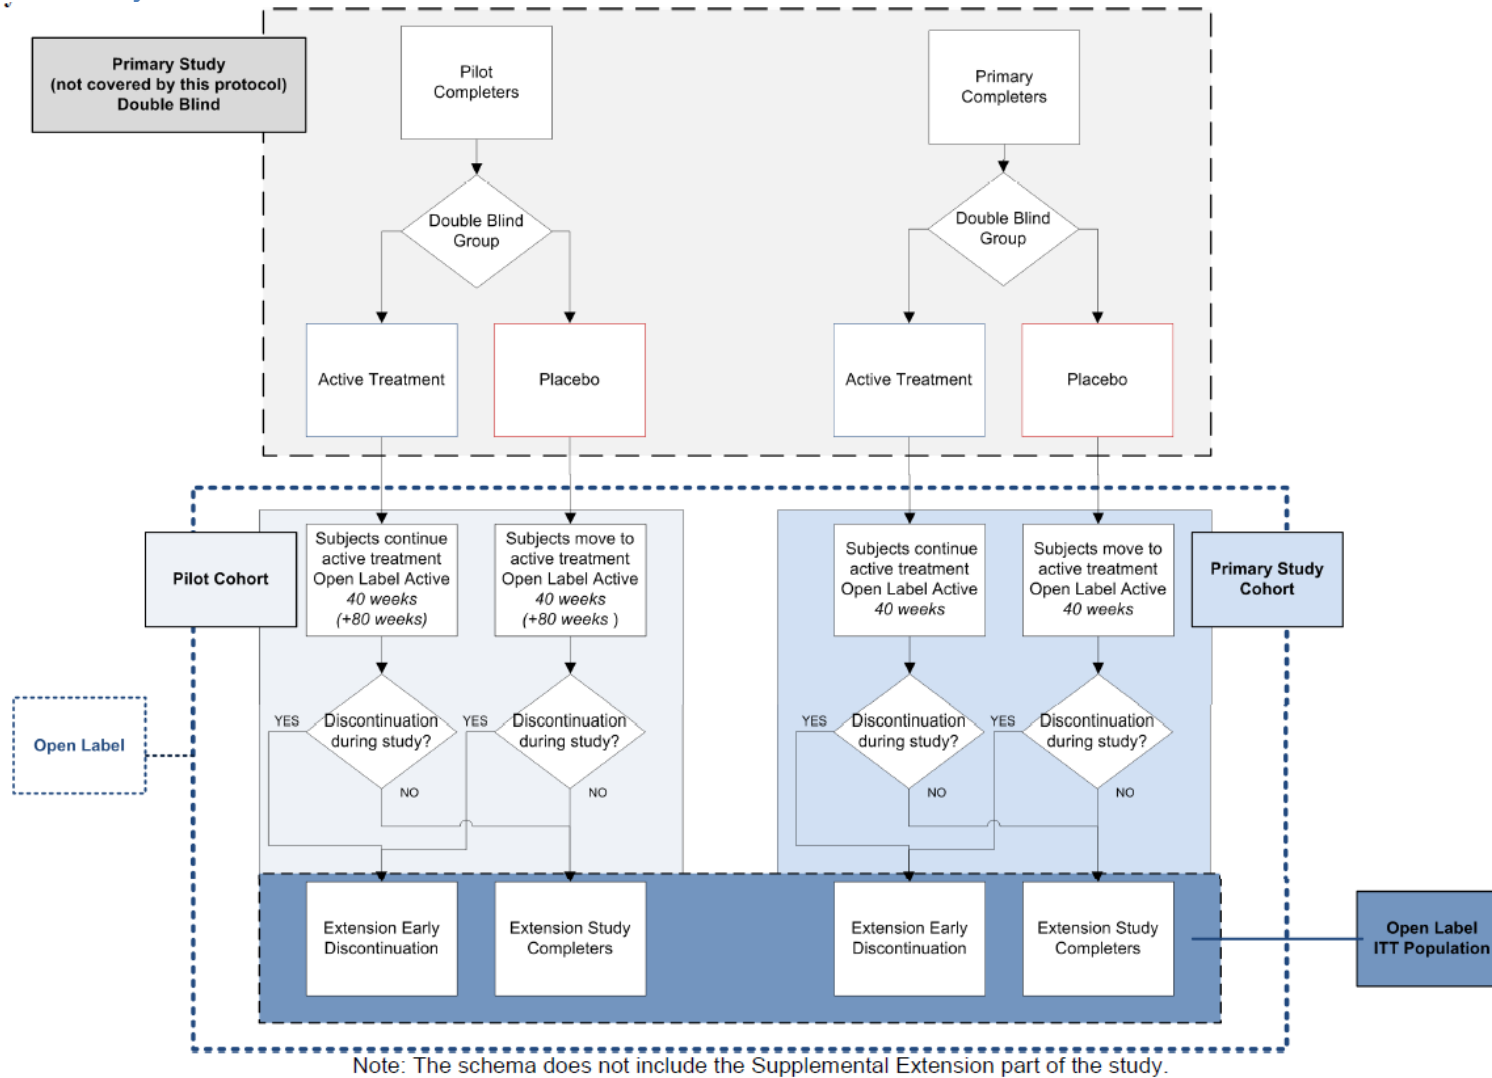 Primary Study
(not covered by this protocol)
Double Blind
Pilot
Completers
Primary
Completers
Double Blind
Group
Double Blind
Group
Active Treatment
Placebo
Active Treatment
Placebo
Pilot Cohort
Subjects continue
active treatment
Open Label Active
40 weeks
(+80 weeks)
Subjects move to
active treatment
Open Label Active
40 weeks
(+80 weeks )
Subjects continue
active treatment
Open Label Active
40 weeks
Subjects move to
active treatment
Open Label Active
40 weeks
Primary Study
Cohort
Open Label
YES
Discontinuation
during study?
NO
YES
Discontinuation
during study?
NO
YES
Discontinuation
during study?
NO
YES
Discontinuation
during study?
NO
Extension Early
Discontinuation
Extension Study
Completers
Extension Early
Discontinuation
Extension Study
Completers
Open Label
ITT Population
Note: The schema does not include the Supplemental Extension part of the study.